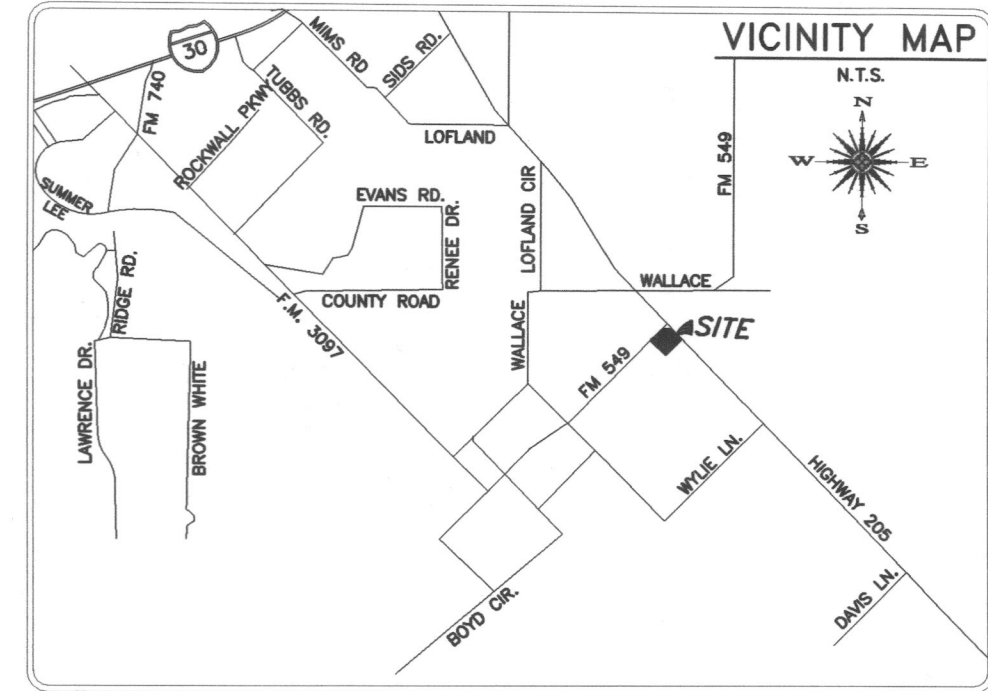 VICINITY MAP
N.T.S.
N
W
E
S
30
FM 740
MIMS RD
SIDS RD.
TUBBS RD.
ROCKWALL PKWY
LOFLAND
FM 549
SUMMER
LEE
EVANS RD.
RENEE DR.
LOFLAND CIR
RIDGE RD.
COUNTY ROAD
WALLACE
WALLACE
F.M. 3097
SITE
FM 549
LAWRENCE DR.
BROWN WHITE
WYLIE LN.
HIGHWAY 205
BOYD CIR.
DAVIS LN.